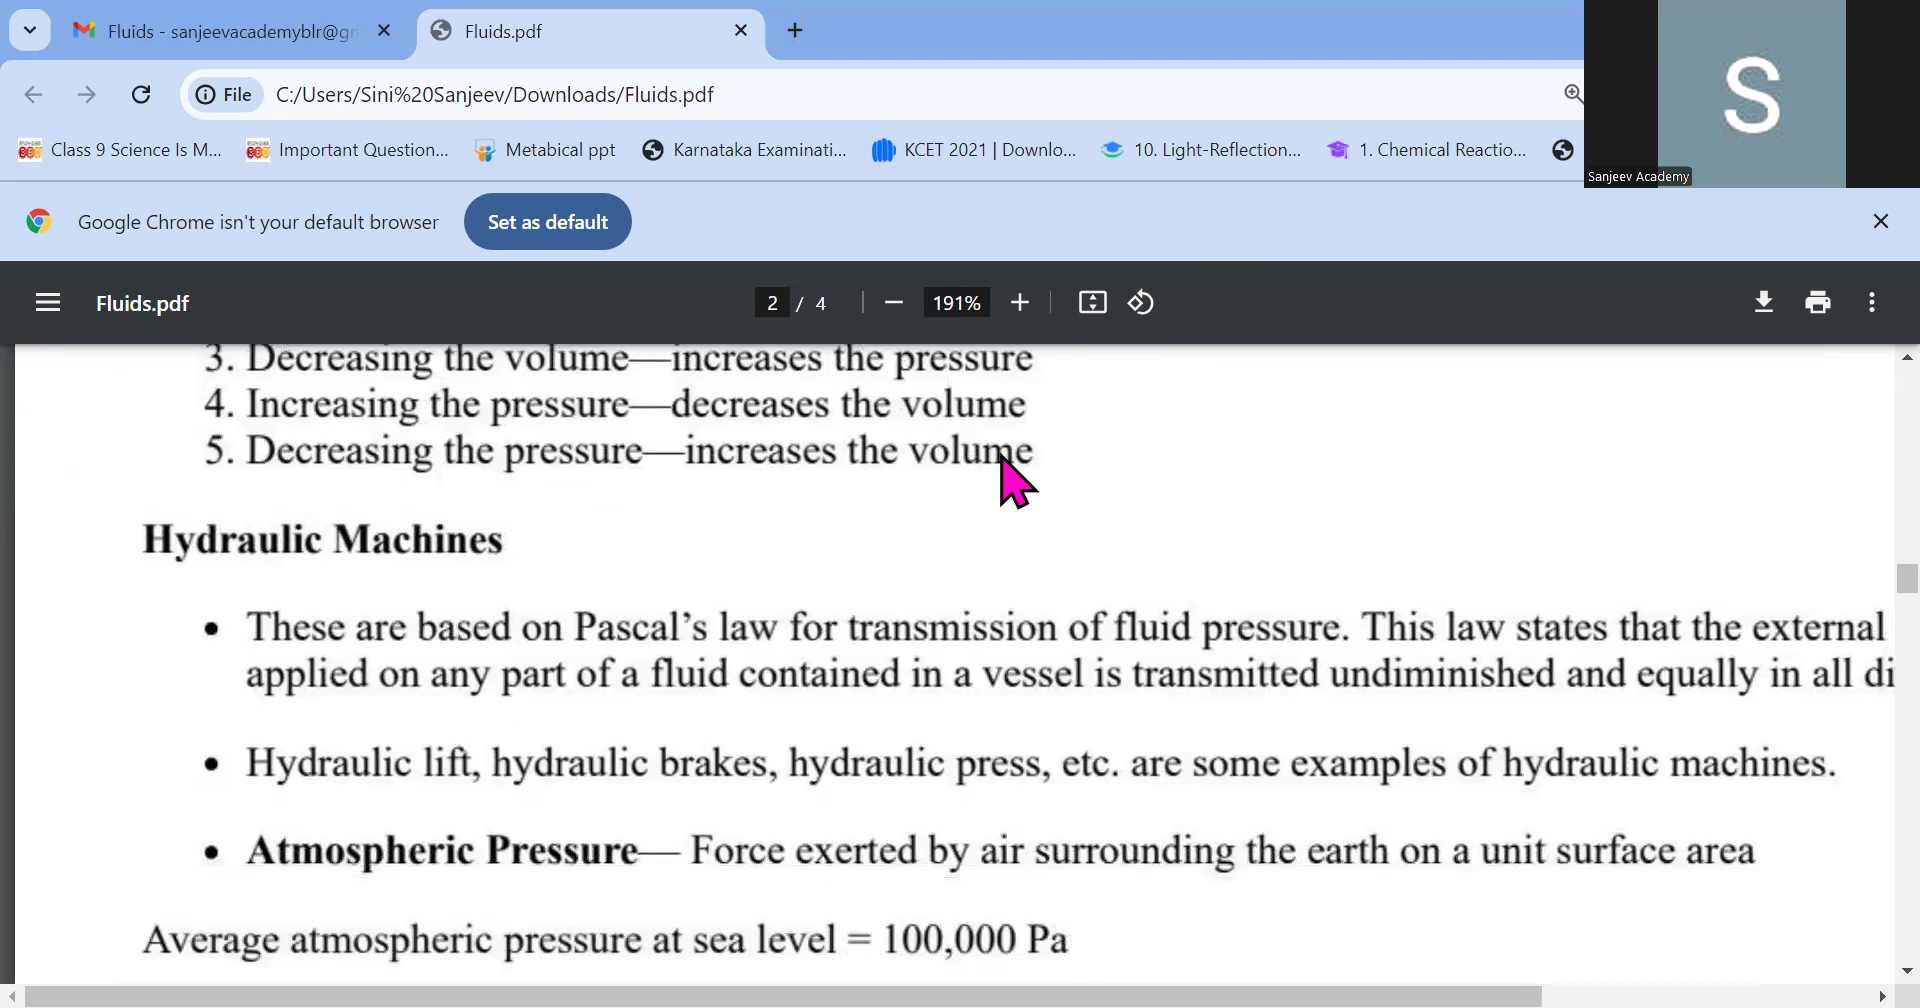 Fluids - sanjeevacademyblr@gm
Fluids.pdf
File
C:/Users/Sini%20Sanjeev/Downloads/Fluids.pdf
S
Sanjeev Academy
Class 9 Science Is M...
Important Question...
Metabical ppt
Karnataka Examinati...
KCET 2021 | Downlo...
10. Light-Reflection...
1. Chemical Reactio...
Google Chrome isn't your default browser
Set as default
Fluids.pdf
2 / 4
191%
3. Decreasing the volume—increases the pressure
4. Increasing the pressure—decreases the volume
5. Decreasing the pressure—increases the volume
Hydraulic Machines
• These are based on Pascal’s law for transmission of fluid pressure. This law states that the external
applied on any part of a fluid contained in a vessel is transmitted undiminished and equally in all di
• Hydraulic lift, hydraulic brakes, hydraulic press, etc. are some examples of hydraulic machines.
• Atmospheric Pressure— Force exerted by air surrounding the earth on a unit surface area
Average atmospheric pressure at sea level = 100,000 Pa